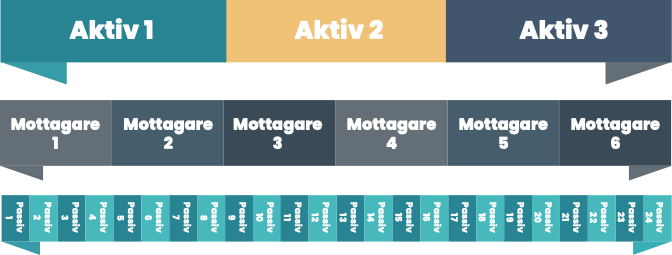 Aktiv 1
Aktiv 2
Aktiv 3
Mottagare
1
Mottagare
2
Mottagare
3
Mottagare
4
Mottagare
5
Mottagare
6
Passiv
1
Passiv
2
Passiv
3
Passiv
4
Passiv
5
Passiv
6
Passiv
7
Passiv
8
Passiv
9
Passiv
10
Passiv
11
Passiv
12
Passiv
13
Passiv
14
Passiv
15
Passiv
16
Passiv
17
Passiv
18
Passiv
19
Passiv
20
Passiv
21
Passiv
22
Passiv
23
Passiv
24